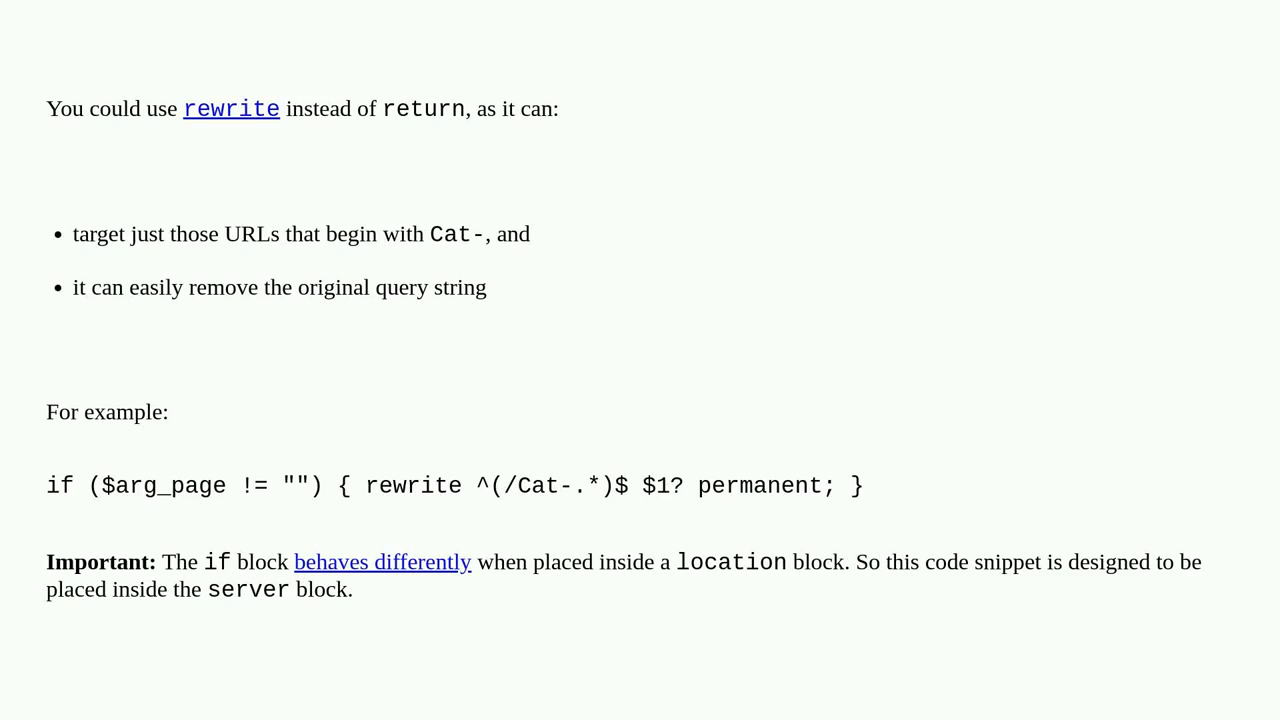 You could use rewrite instead of return, as it can:
• target just those URLs that begin with Cat-, and
• it can easily remove the original query string
For example:
if ($arg_page != "") { rewrite ^(/Cat-.*)$ $1? permanent; }
Important: The if block behaves differently when placed inside a location block. So this code snippet is designed to be
placed inside the server block.